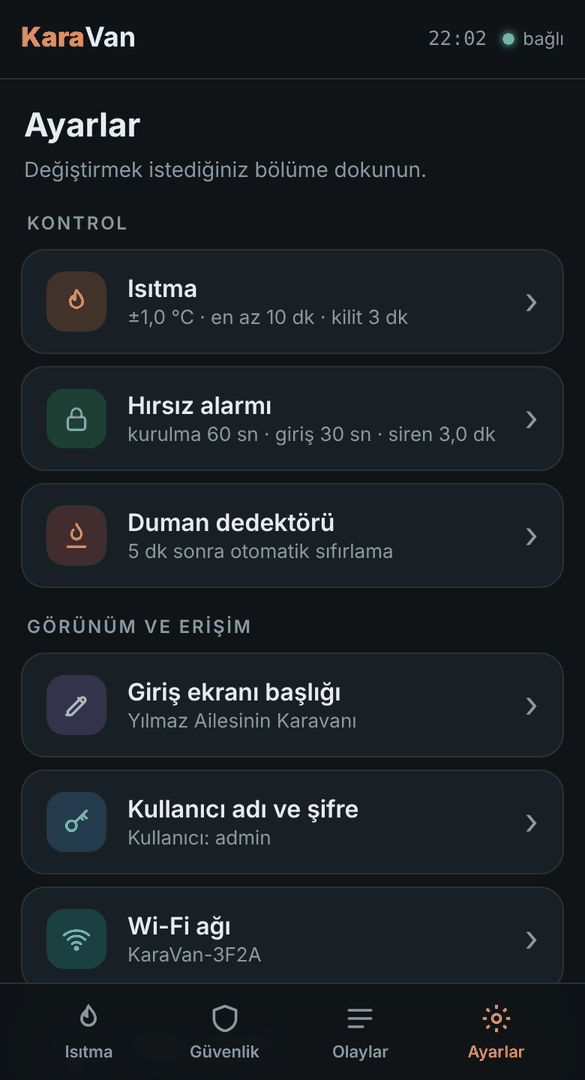 KaraVan
22:02 bağlı
Ayarlar
Değiştirmek istediğiniz bölüme dokunun.
KONTROL
Isıtma
±1,0 °C · en az 10 dk · kilit 3 dk
Hırsız alarmı
kurulma 60 sn · giriş 30 sn · siren 3,0 dk
Duman dedektörü
5 dk sonra otomatik sıfırlama
GÖRÜNÜM VE ERİŞİM
Giriş ekranı başlığı
Yılmaz Ailesinin Karavanı
Kullanıcı adı ve şifre
Kullanıcı: admin
Wi-Fi ağı
KaraVan-3F2A
Isıtma
Güvenlik
Olaylar
Ayarlar